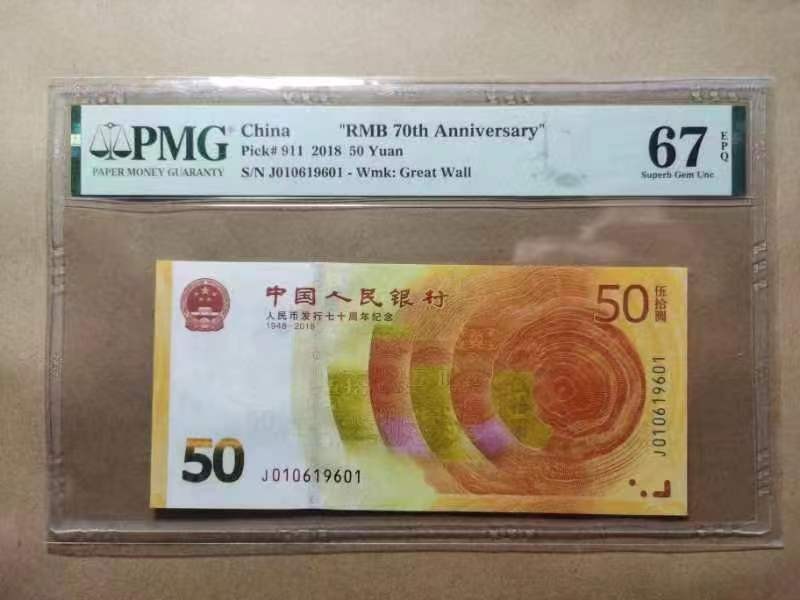 PMG
PAPER MONEY GUARANTY
China "RMB 70th Anniversary"
Pick# 911 2018 50 Yuan
S/N J010619601 - Wmk: Great Wall
67
EPQ
Superb Gem Unc
中国人民银行
人民币发行七十周年纪念
1948-2018
50
伍拾圆
J010619601
50
J010619601